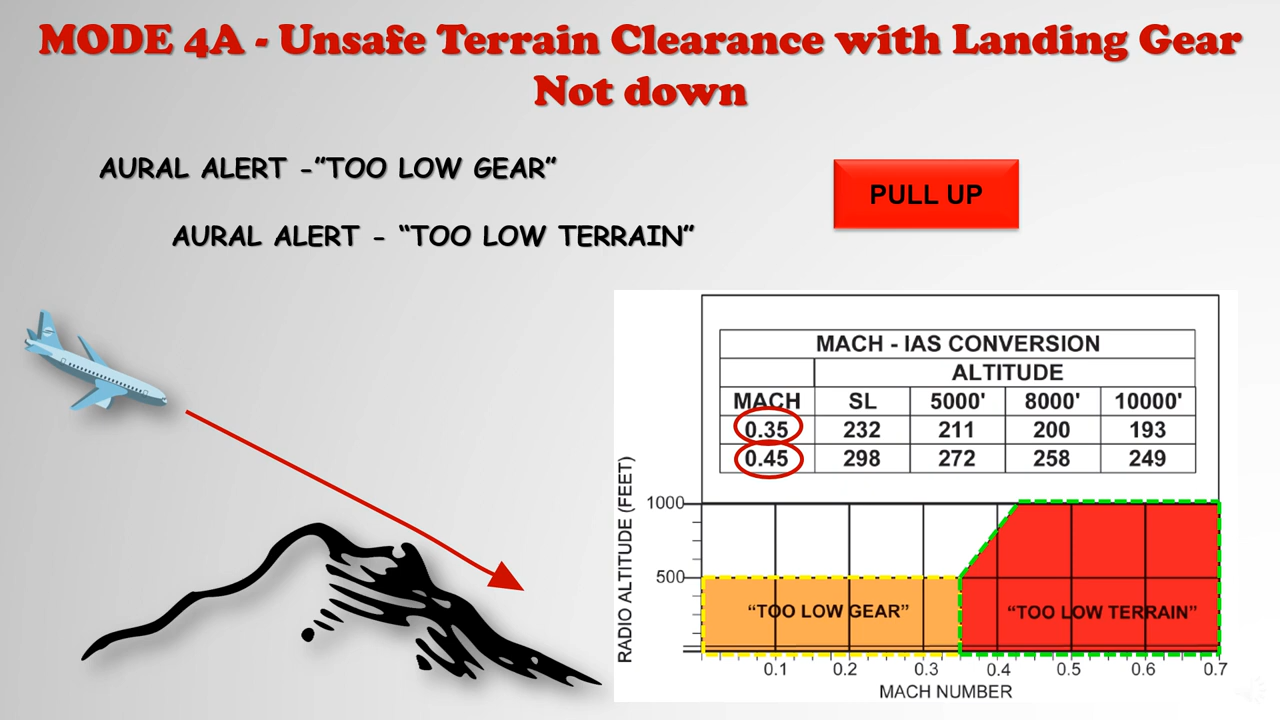 MODE 4A - Unsafe Terrain Clearance with Landing Gear
Not down
AURAL ALERT -”TOO LOW GEAR”
AURAL ALERT - “TOO LOW TERRAIN”
PULL UP
MACH - IAS CONVERSION
ALTITUDE
MACH SL 5000' 8000' 10000'
0.35 232 211 200 193
0.45 298 272 258 249
RADIO ALTITUDE (FEET)
1000
500
“TOO LOW GEAR” “TOO LOW TERRAIN”
0.1 0.2 0.3 0.4 0.5 0.6 0.7
MACH NUMBER